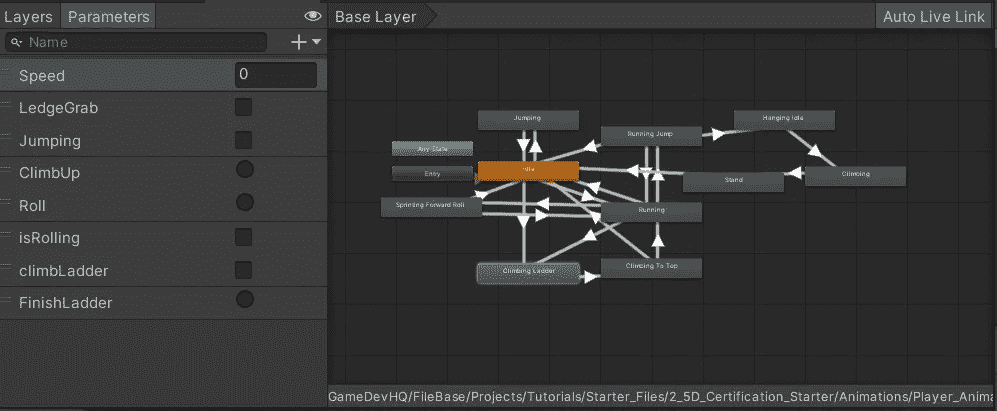 Layers Parameters
Name
Speed 0
LedgeGrab
Jumping
ClimbUp
Roll
isRolling
climbLadder
FinishLadder
Base Layer
Auto Live Link
Jumping
Running Jump
Hanging Idle
Any State
Entry
Idle
Stand
Climbing
Sprinting Forward Roll
Running
Climbing Ladder
Climbing To Top
GameDevHQ/FileBase/Projects/Tutorials/Starter_Files/2_5D_Certification_Starter/Animations/Player_Anima